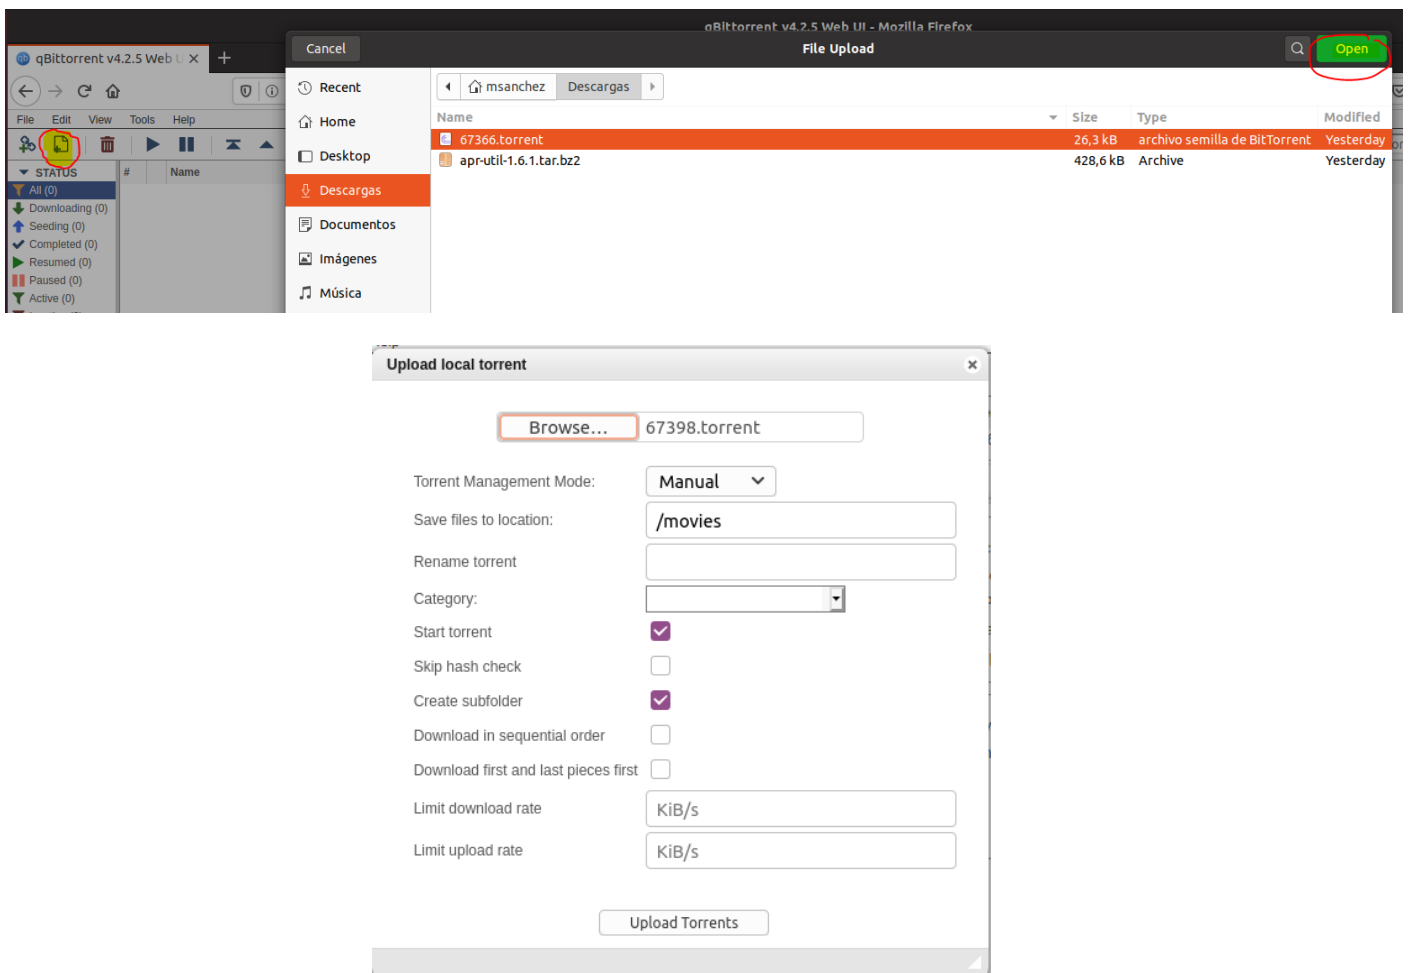 qBittorrent v4.2.5 Web UI - Mozilla Firefox
qBittorrent v4.2.5 Web U
Cancel
File Upload
Open
File Edit View Tools Help
STATUS
# Name
All (0)
Downloading (0)
Seeding (0)
Completed (0)
Resumed (0)
Paused (0)
Active (0)
Recent
Home
Desktop
Descargas
Documentos
Imágenes
Música
msanchez Descargas
Name Size Type Modified
67366.torrent 26,3 kB archivo semilla de BitTorrent Yesterday
apr-util-1.6.1.tar.bz2 428,6 kB Archive Yesterday
Upload local torrent
Browse... 67398.torrent
Torrent Management Mode: Manual
Save files to location: /movies
Rename torrent
Category:
Start torrent
Skip hash check
Create subfolder
Download in sequential order
Download first and last pieces first
Limit download rate KiB/s
Limit upload rate KiB/s
Upload Torrents